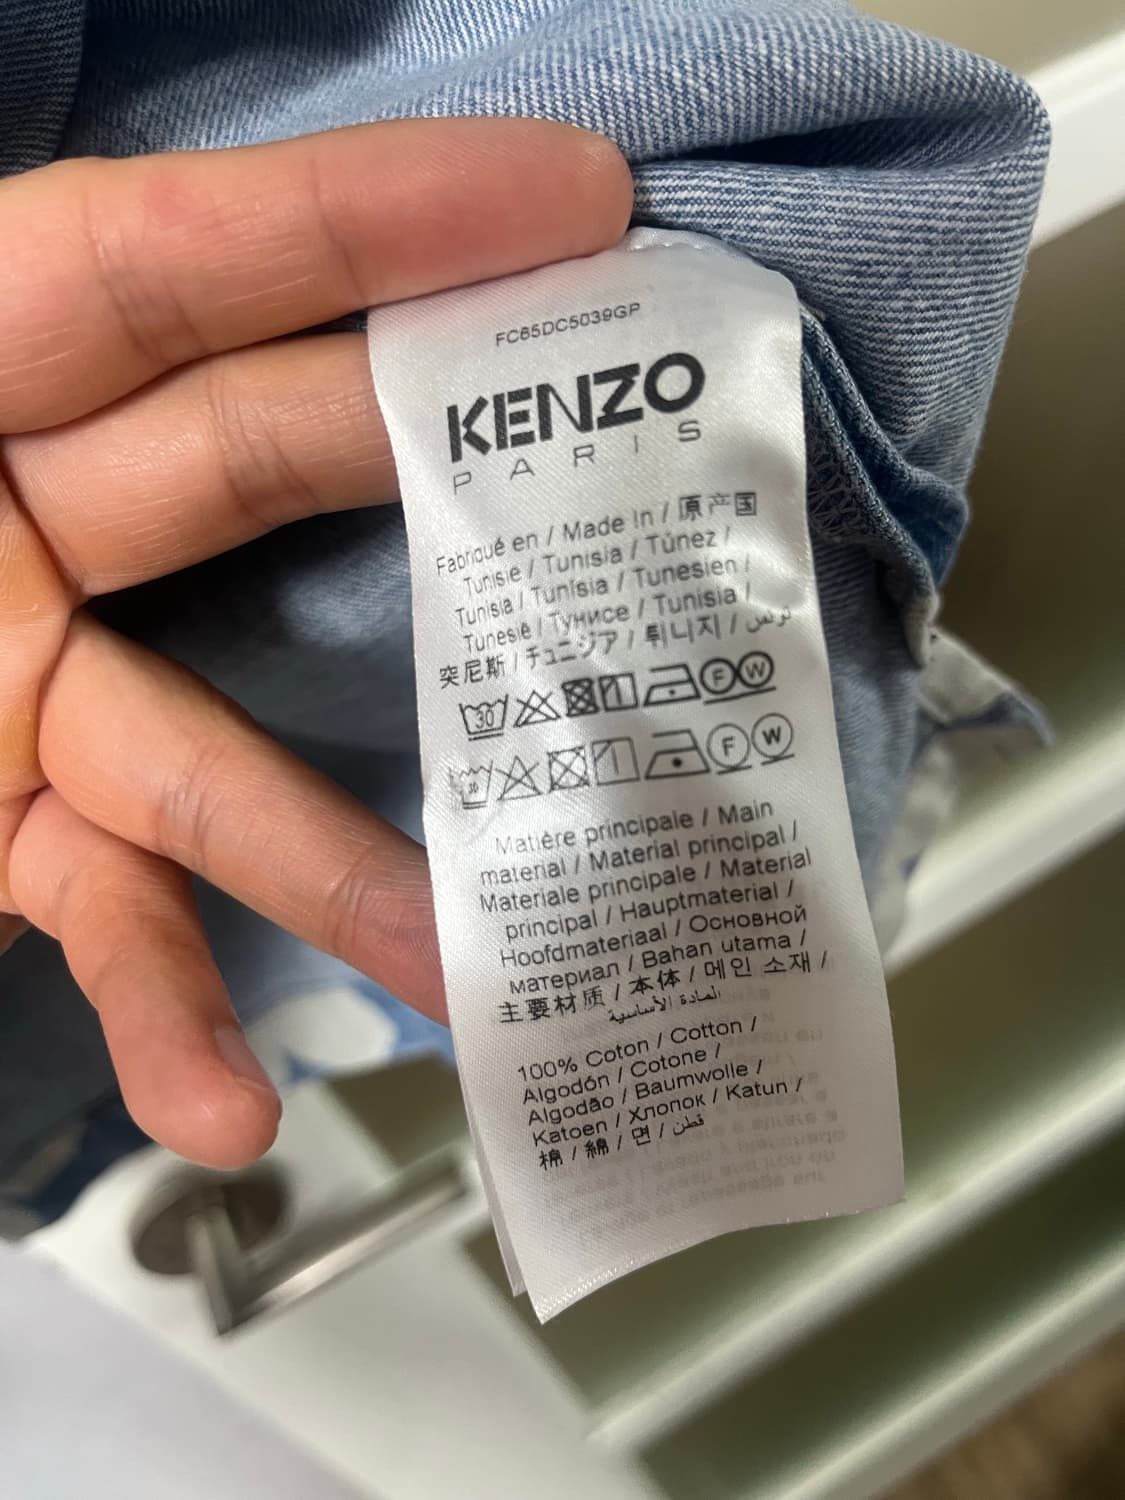 FC65DC5039GP
KENZO
PARIS
Fabriqué en / Made In / 原产国
Tunisie / Tunisia / Túnez /
Tunisia / Tunísia / Tunesien /
Tunesië / Тунисе / Tunisia /
突尼斯 / チュニジア / 튀니지 / تونس
30 F W
30 F W
Matière principale / Main
material / Material principal /
Materiale principale / Material
principal / Hauptmaterial /
Hoofdmateriaal / Основной
материал / Bahan utama /
主要材质 / 本体 / 메인 소재 /
المادة الأساسية
100% Coton / Cotton /
Algodón / Cotone /
Algodão / Baumwolle /
Katoen / Хлопок / Katun /
棉 / 綿 / 면 / قطن